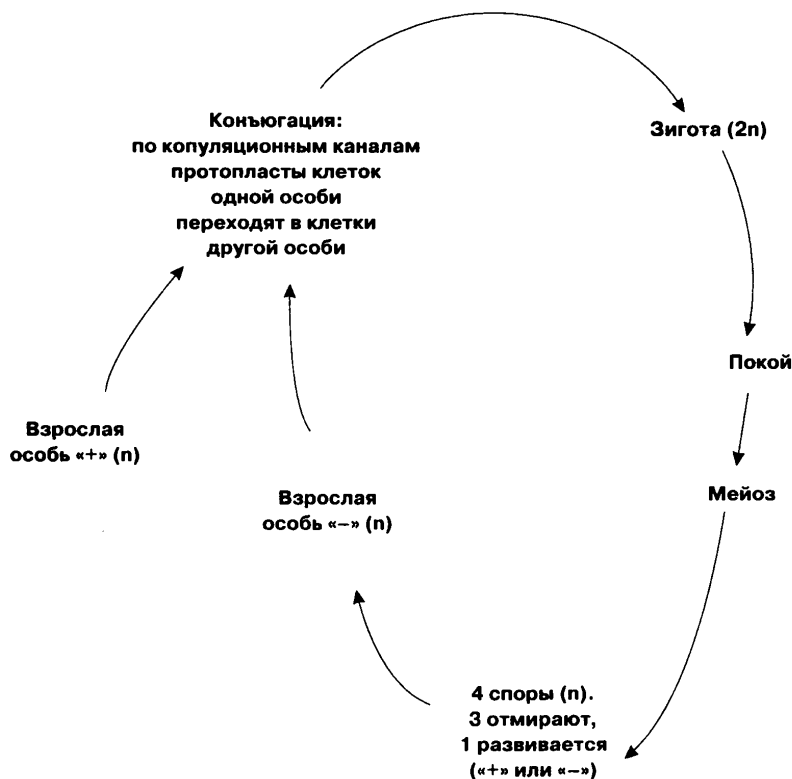 Конъюгация:
по копуляционным каналам
протопласты клеток
одной особи
переходят в клетки
другой особи
Зигота (2n)
Покой
Мейоз
4 споры (n).
3 отмирают,
1 развивается
(«+» или «–»)
Взрослая
особь «–» (n)
Взрослая
особь «+» (n)